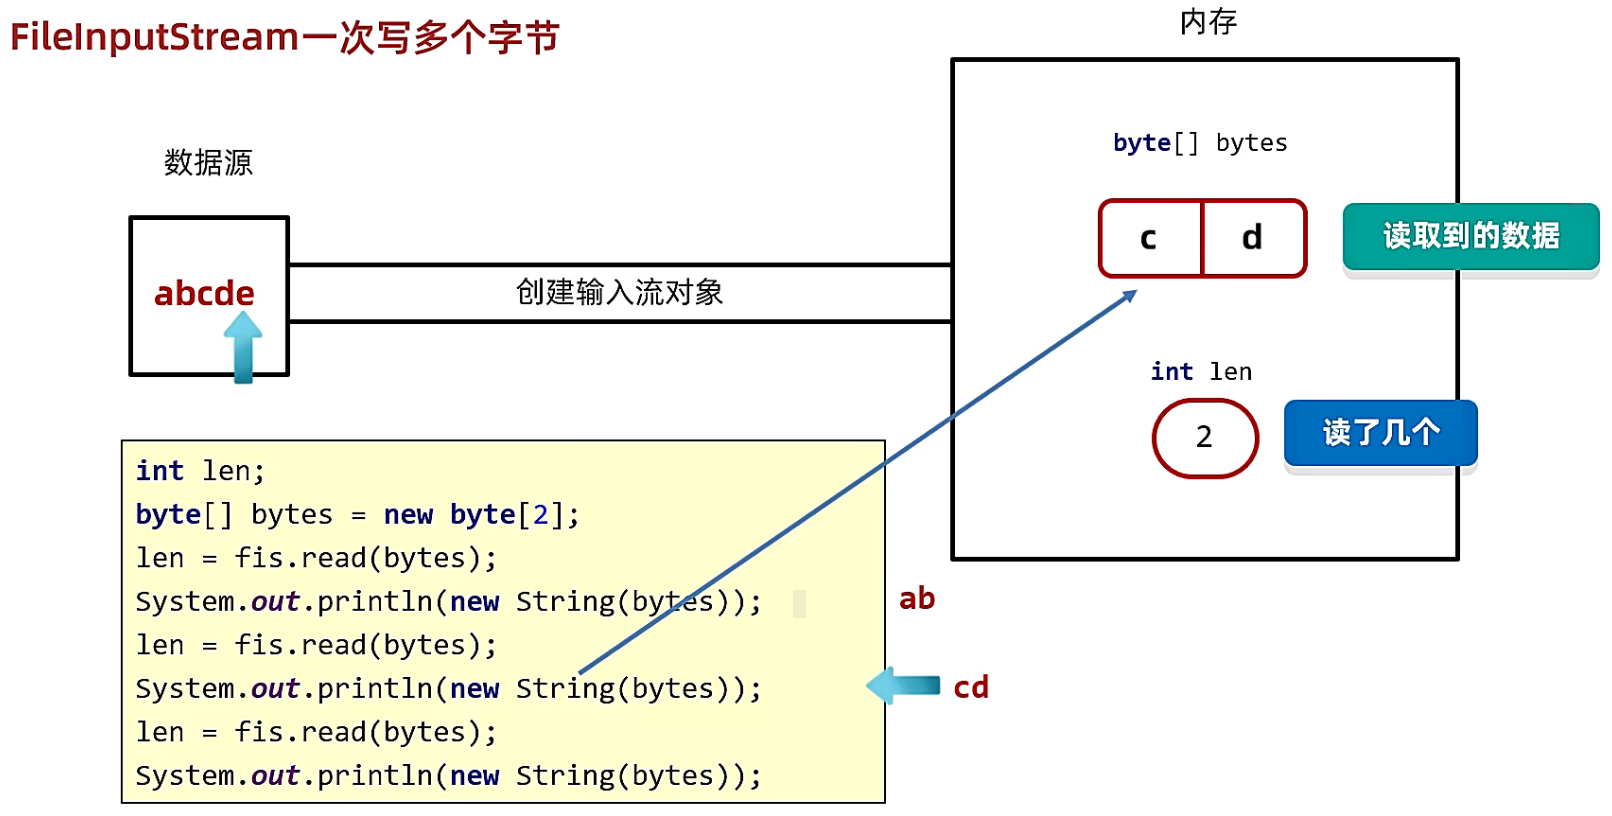 FileInputStream一次写多个字节
内存
数据源
byte[] bytes
c d
读取到的数据
abcde
创建输入流对象
int len
2
读了几个
int len;
byte[] bytes = new byte[2];
len = fis.read(bytes);
System.out.println(new String(bytes));
ab
len = fis.read(bytes);
System.out.println(new String(bytes));
cd
len = fis.read(bytes);
System.out.println(new String(bytes));